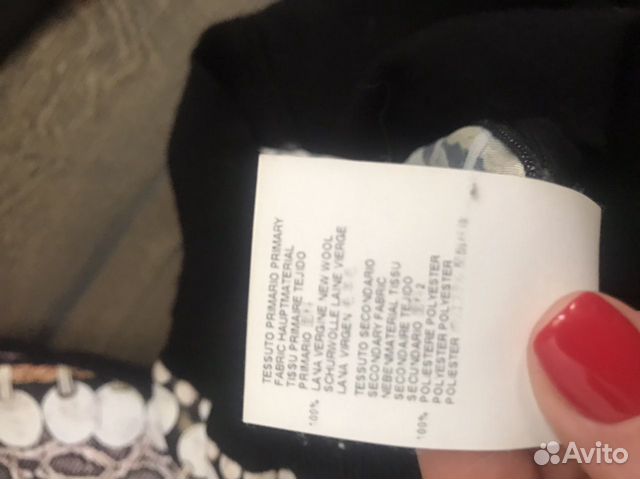 TESSUTO PRIMARIO PRIMARY
FABRIC HAUPTMATERIAL
TISSU PRIMAIRE TEJIDO
PRIMARIO
100% LANA VERGINE NEW WOOL
SCHURWOLLE LAINE VIERGE
LANA VIRGEN
TESSUTO SECONDARIO
SECONDARY FABRIC
NEBENMATERIAL TISSU
SECONDAIRE TEJIDO
SECUNDARIO
100% POLIESTERE POLYESTER
POLYESTER POLYESTER
POLIESTER
Avito